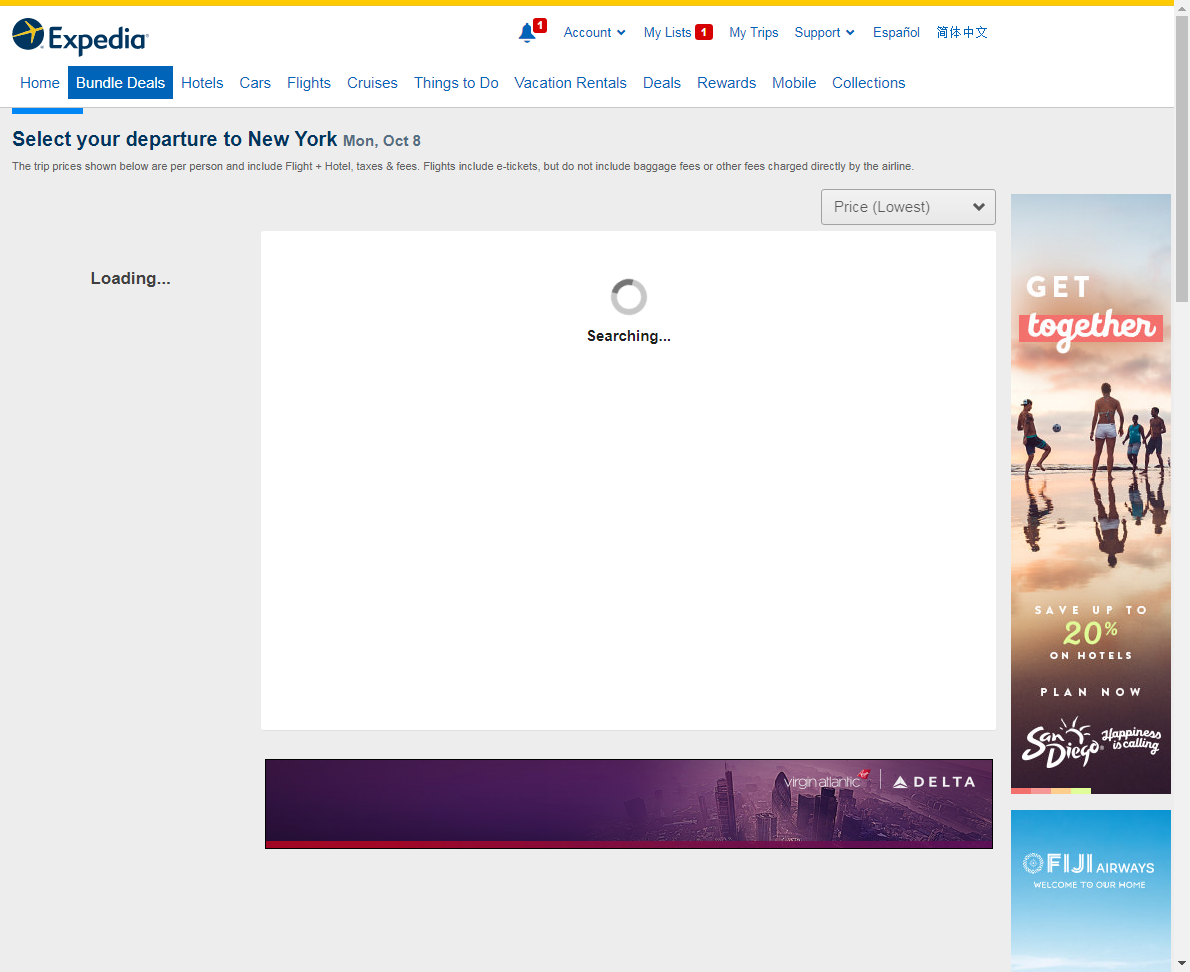 Expedia
1
Account
My Lists 1
My Trips
Support
Español
简体中文
Home
Bundle Deals
Hotels
Cars
Flights
Cruises
Things to Do
Vacation Rentals
Deals
Rewards
Mobile
Collections
Select your departure to New York Mon, Oct 8
The trip prices shown below are per person and include Flight + Hotel, taxes & fees. Flights include e-tickets, but do not include baggage fees or other fees charged directly by the airline.
Price (Lowest)
Loading...
Searching...
GET
together
SAVE UP TO
20%
ON HOTELS
PLAN NOW
San Diego
Happiness
is calling
virgin atlantic
DELTA
FIJI AIRWAYS
WELCOME TO OUR HOME